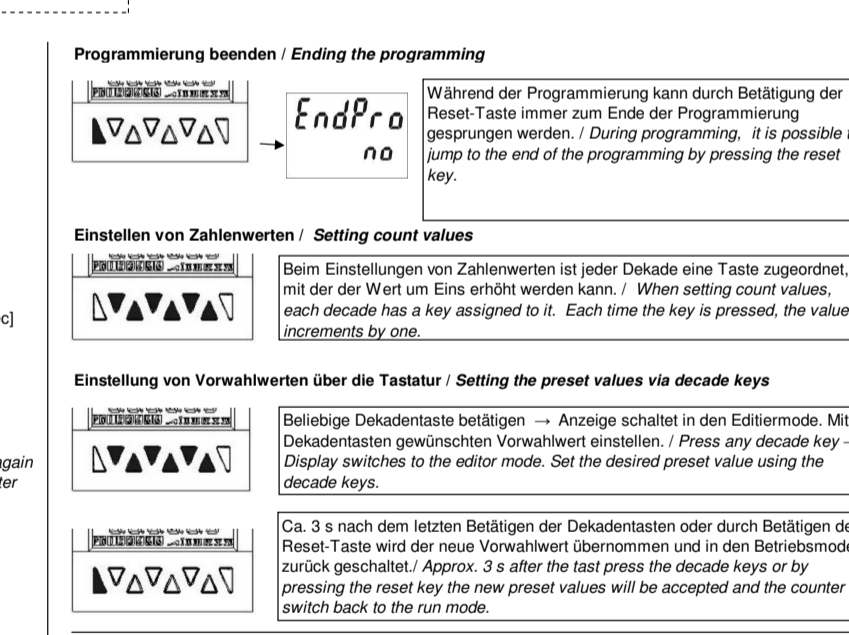 Programmierung beenden / Ending the programming
EndPro
no
Während der Programmierung kann durch Betätigung der
Reset-Taste immer zum Ende der Programmierung
gesprungen werden. / During programming, it is possible
jump to the end of the programming by pressing the reset
key.
Einstellen von Zahlenwerten / Setting count values
Beim Einstellungen von Zahlenwerten ist jeder Dekade eine Taste zugeordnet,
mit der der Wert um Eins erhöht werden kann. / When setting count values,
each decade has a key assigned to it. Each time the key is pressed, the value
increments by one.
c]
Einstellung von Vorwahlwerten über die Tastatur / Setting the preset values via decade keys
Beliebige Dekadentaste betätigen → Anzeige schaltet in den Editiermode. Mit
Dekadentasten gewünschten Vorwahlwert einstellen. / Press any decade key
Display switches to the editor mode. Set the desired preset value using the
decade keys.
gain
ter
Ca. 3 s nach dem letzten Betätigen der Dekadentasten oder durch Betätigen de
Reset-Taste wird der neue Vorwahlwert übernommen und in den Betriebsmode
zurück geschaltet./ Approx. 3 s after the tast press the decade keys or by
pressing the reset key the new preset values will be accepted and the counter
switch back to the run mode.